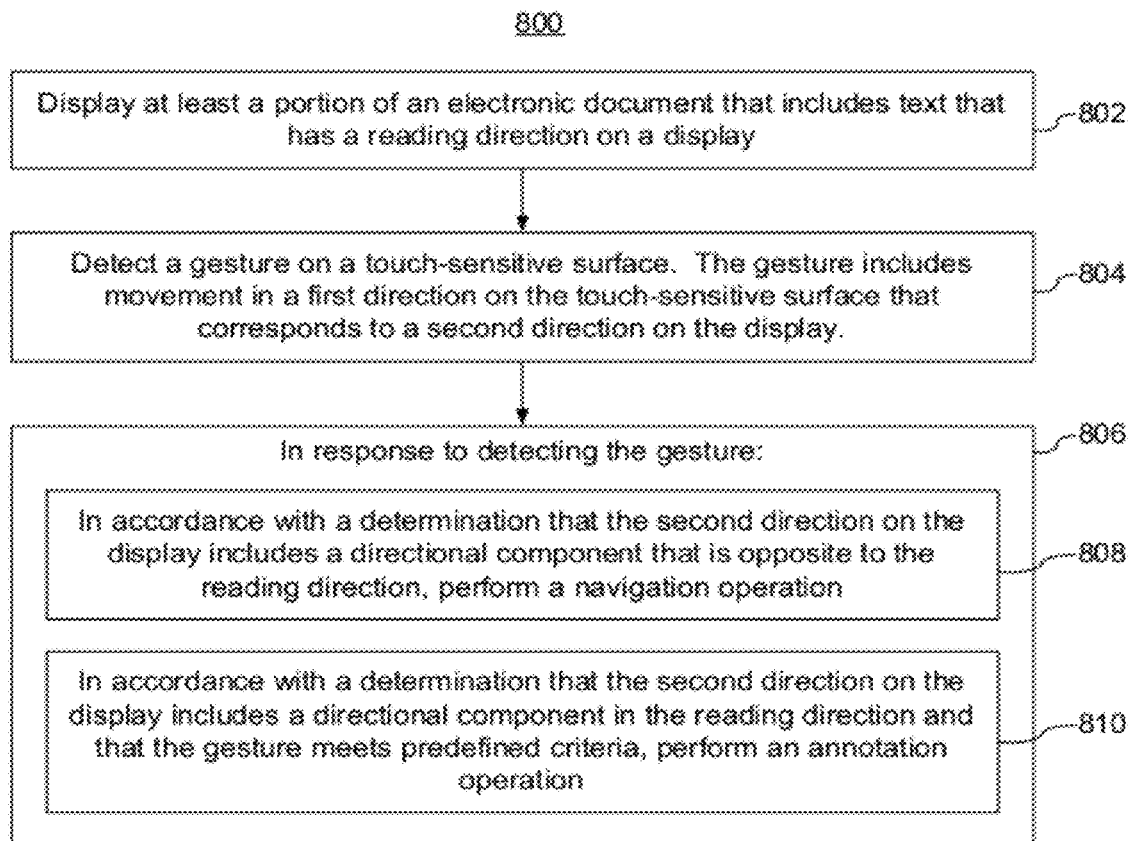 800
Display at least a portion of an electronic document that includes text that
has a reading direction on a display
802
Detect a gesture on a touch-sensitive surface. The gesture includes
movement in a first direction on the touch-sensitive surface that
corresponds to a second direction on the display.
804
In response to detecting the gesture:
806
In accordance with a determination that the second direction on the
display includes a directional component that is opposite to the
reading direction, perform a navigation operation
808
In accordance with a determination that the second direction on the
display includes a directional component in the reading direction and
that the gesture meets predefined criteria, perform an annotation
operation
810